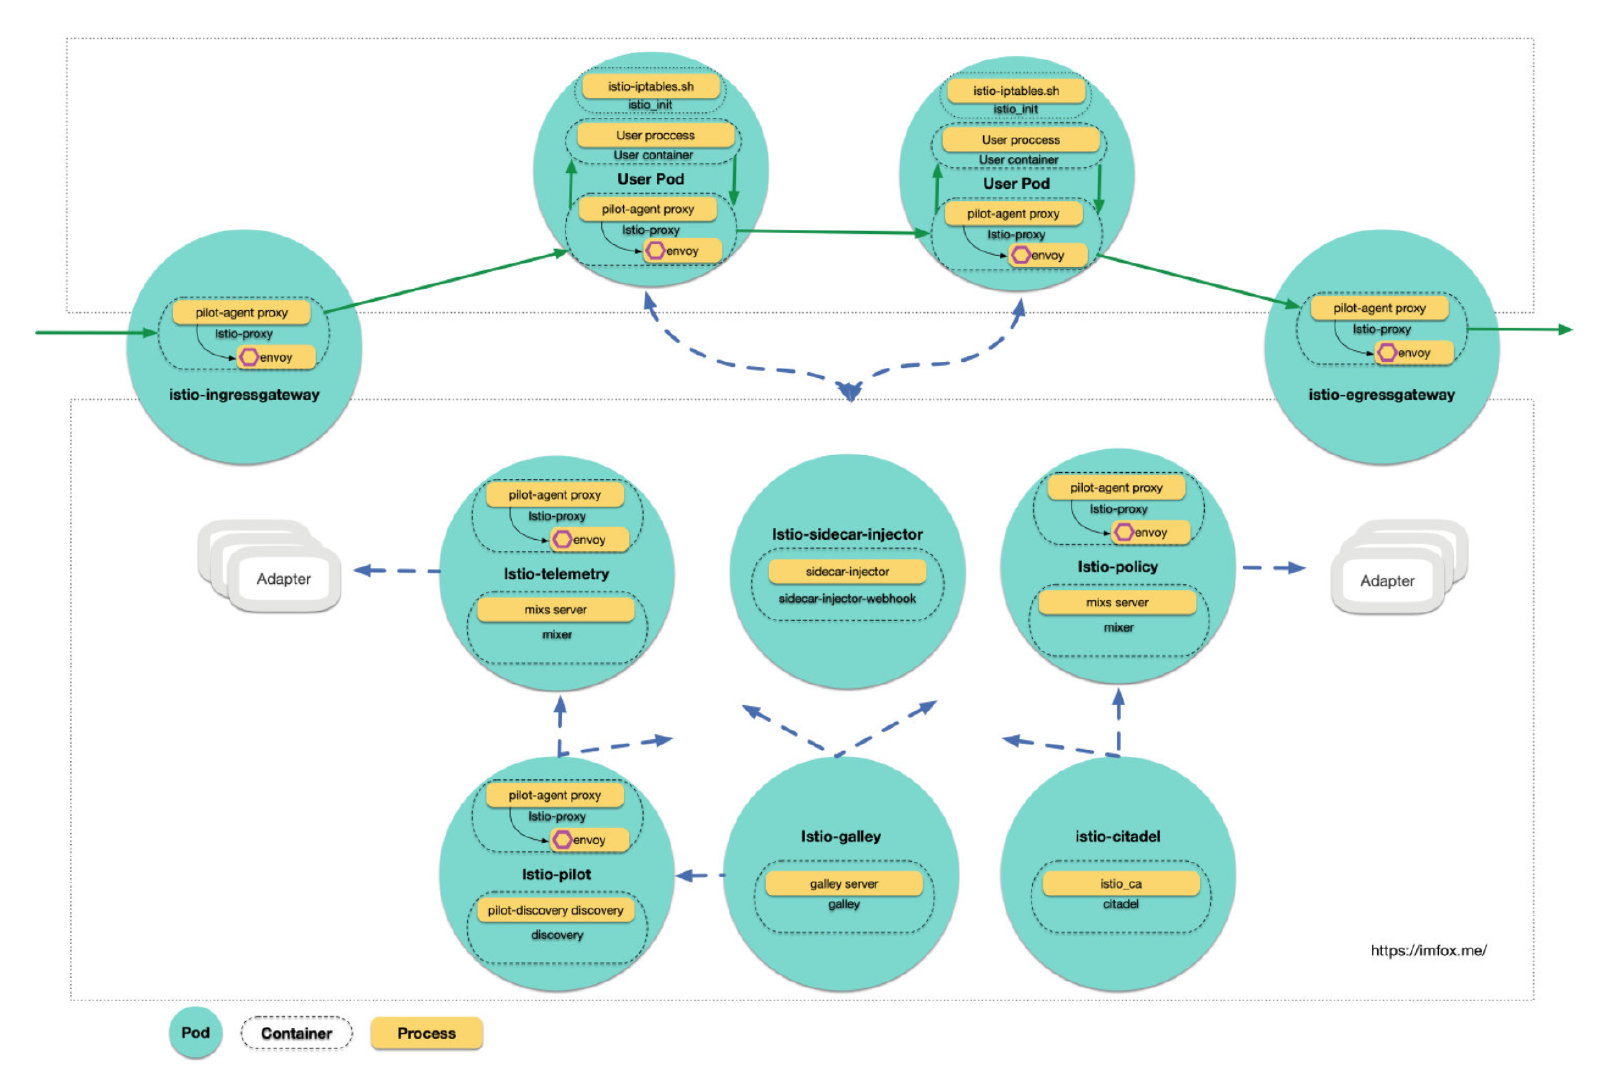 istio-iptables.sh
istio_init
User proccess
User container
User Pod
pilot-agent proxy
Istio-proxy
envoy
istio-iptables.sh
istio_init
User proccess
User container
User Pod
pilot-agent proxy
Istio-proxy
envoy
pilot-agent proxy
Istio-proxy
envoy
istio-ingressgateway
pilot-agent proxy
Istio-proxy
envoy
istio-egressgateway
Adapter
pilot-agent proxy
Istio-proxy
envoy
Istio-telemetry
mixs server
mixer
Istio-sidecar-injector
sidecar-injector
sidecar-injector-webhook
pilot-agent proxy
Istio-proxy
envoy
Istio-policy
mixs server
mixer
Adapter
pilot-agent proxy
Istio-proxy
envoy
Istio-pilot
pilot-discovery discovery
discovery
Istio-galley
galley server
galley
istio-citadel
istio_ca
citadel
https://imfox.me/
Pod
Container
Process